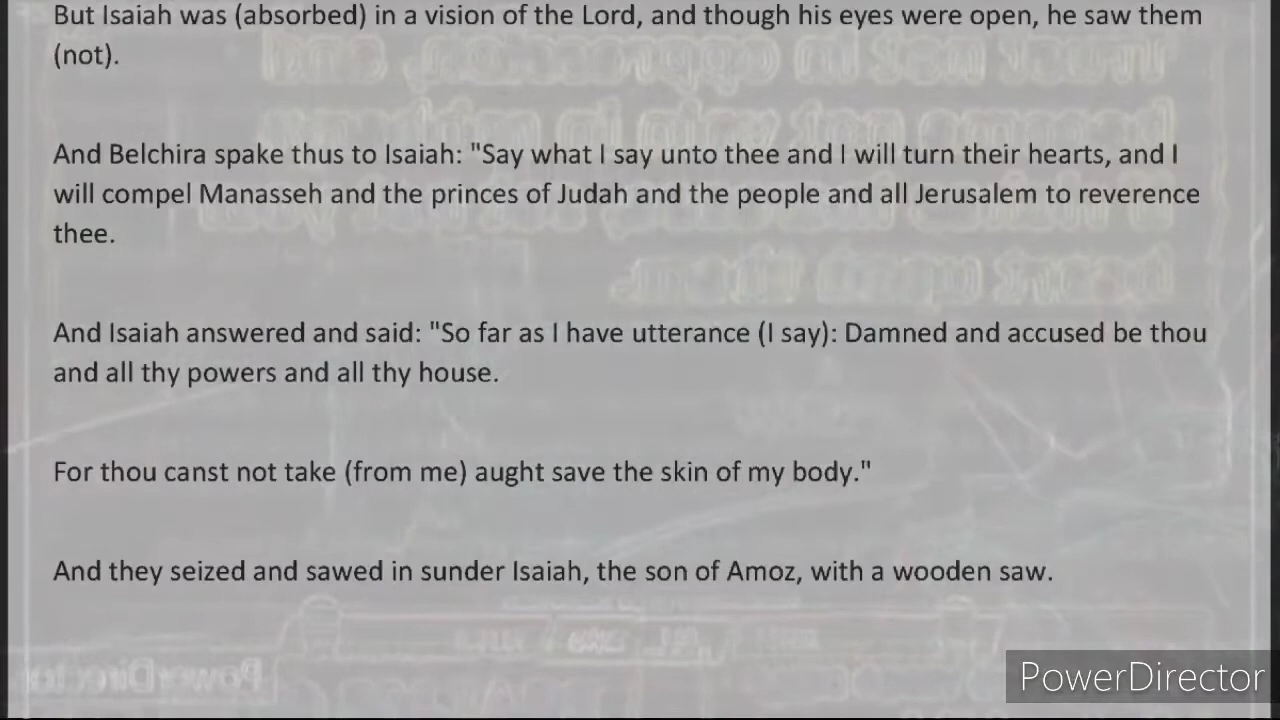 But Isaiah was (absorbed) in a vision of the Lord, and though his eyes were open, he saw them
(not).
And Belchira spake thus to Isaiah: "Say what I say unto thee and I will turn their hearts, and I
will compel Manasseh and the princes of Judah and the people and all Jerusalem to reverence
thee.
And Isaiah answered and said: "So far as I have utterance (I say): Damned and accused be thou
and all thy powers and all thy house.
For thou canst not take (from me) aught save the skin of my body."
And they seized and sawed in sunder Isaiah, the son of Amoz, with a wooden saw.
PowerDirector